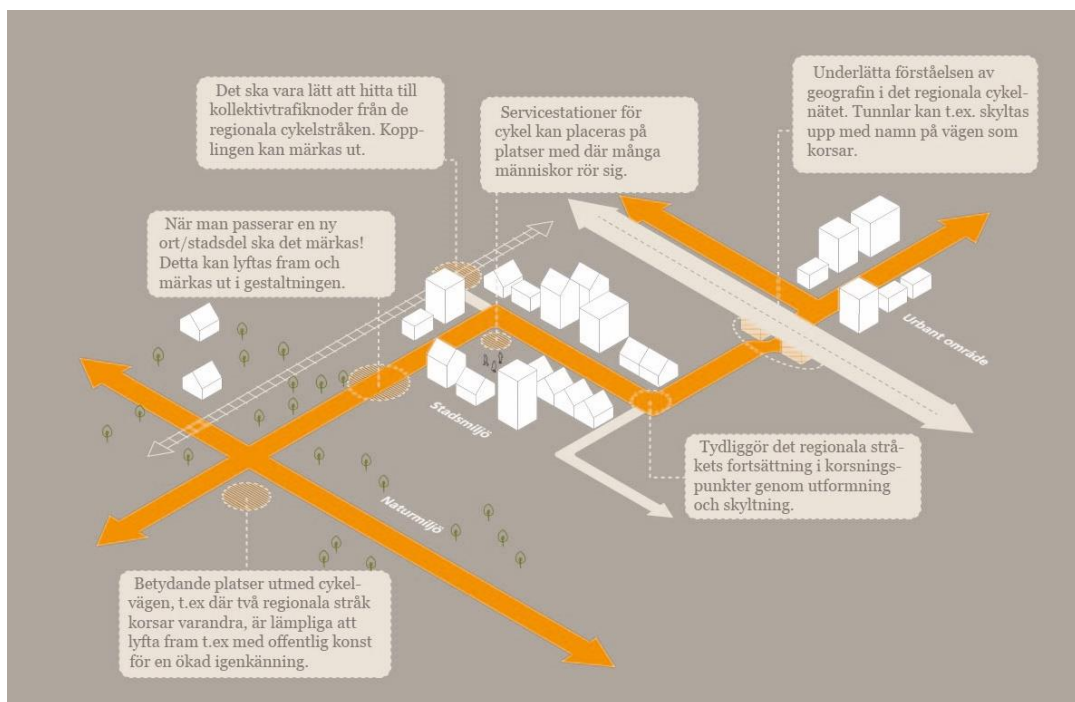 Det ska vara lätt att hitta till
kollektivtrafiknoder från de
regionala cykelstråken. Kopp-
lingen kan märkas ut.
Servicestationer för
cykel kan placeras på
platser med där många
människor rör sig.
Underlätta förståelsen av
geografin i det regionala cykel-
nätet. Tunnlar kan t.ex. skyltas
upp med namn på vägen som
korsar.
När man passerar en ny
ort/stadsdel ska det märkas!
Detta kan lyftas fram och
märkas ut i gestaltningen.
Urbant område
Stadsmiljö
Tydliggör det regionala strå-
kets fortsättning i korsnings-
punkter genom utformning
och skyltning.
Naturmiljö
Betydande platser utmed cykel-
vägen, t.ex där två regionala stråk
korsar varandra, är lämpliga att
lyfta fram t.ex med offentlig konst
för en ökad igenkänning.